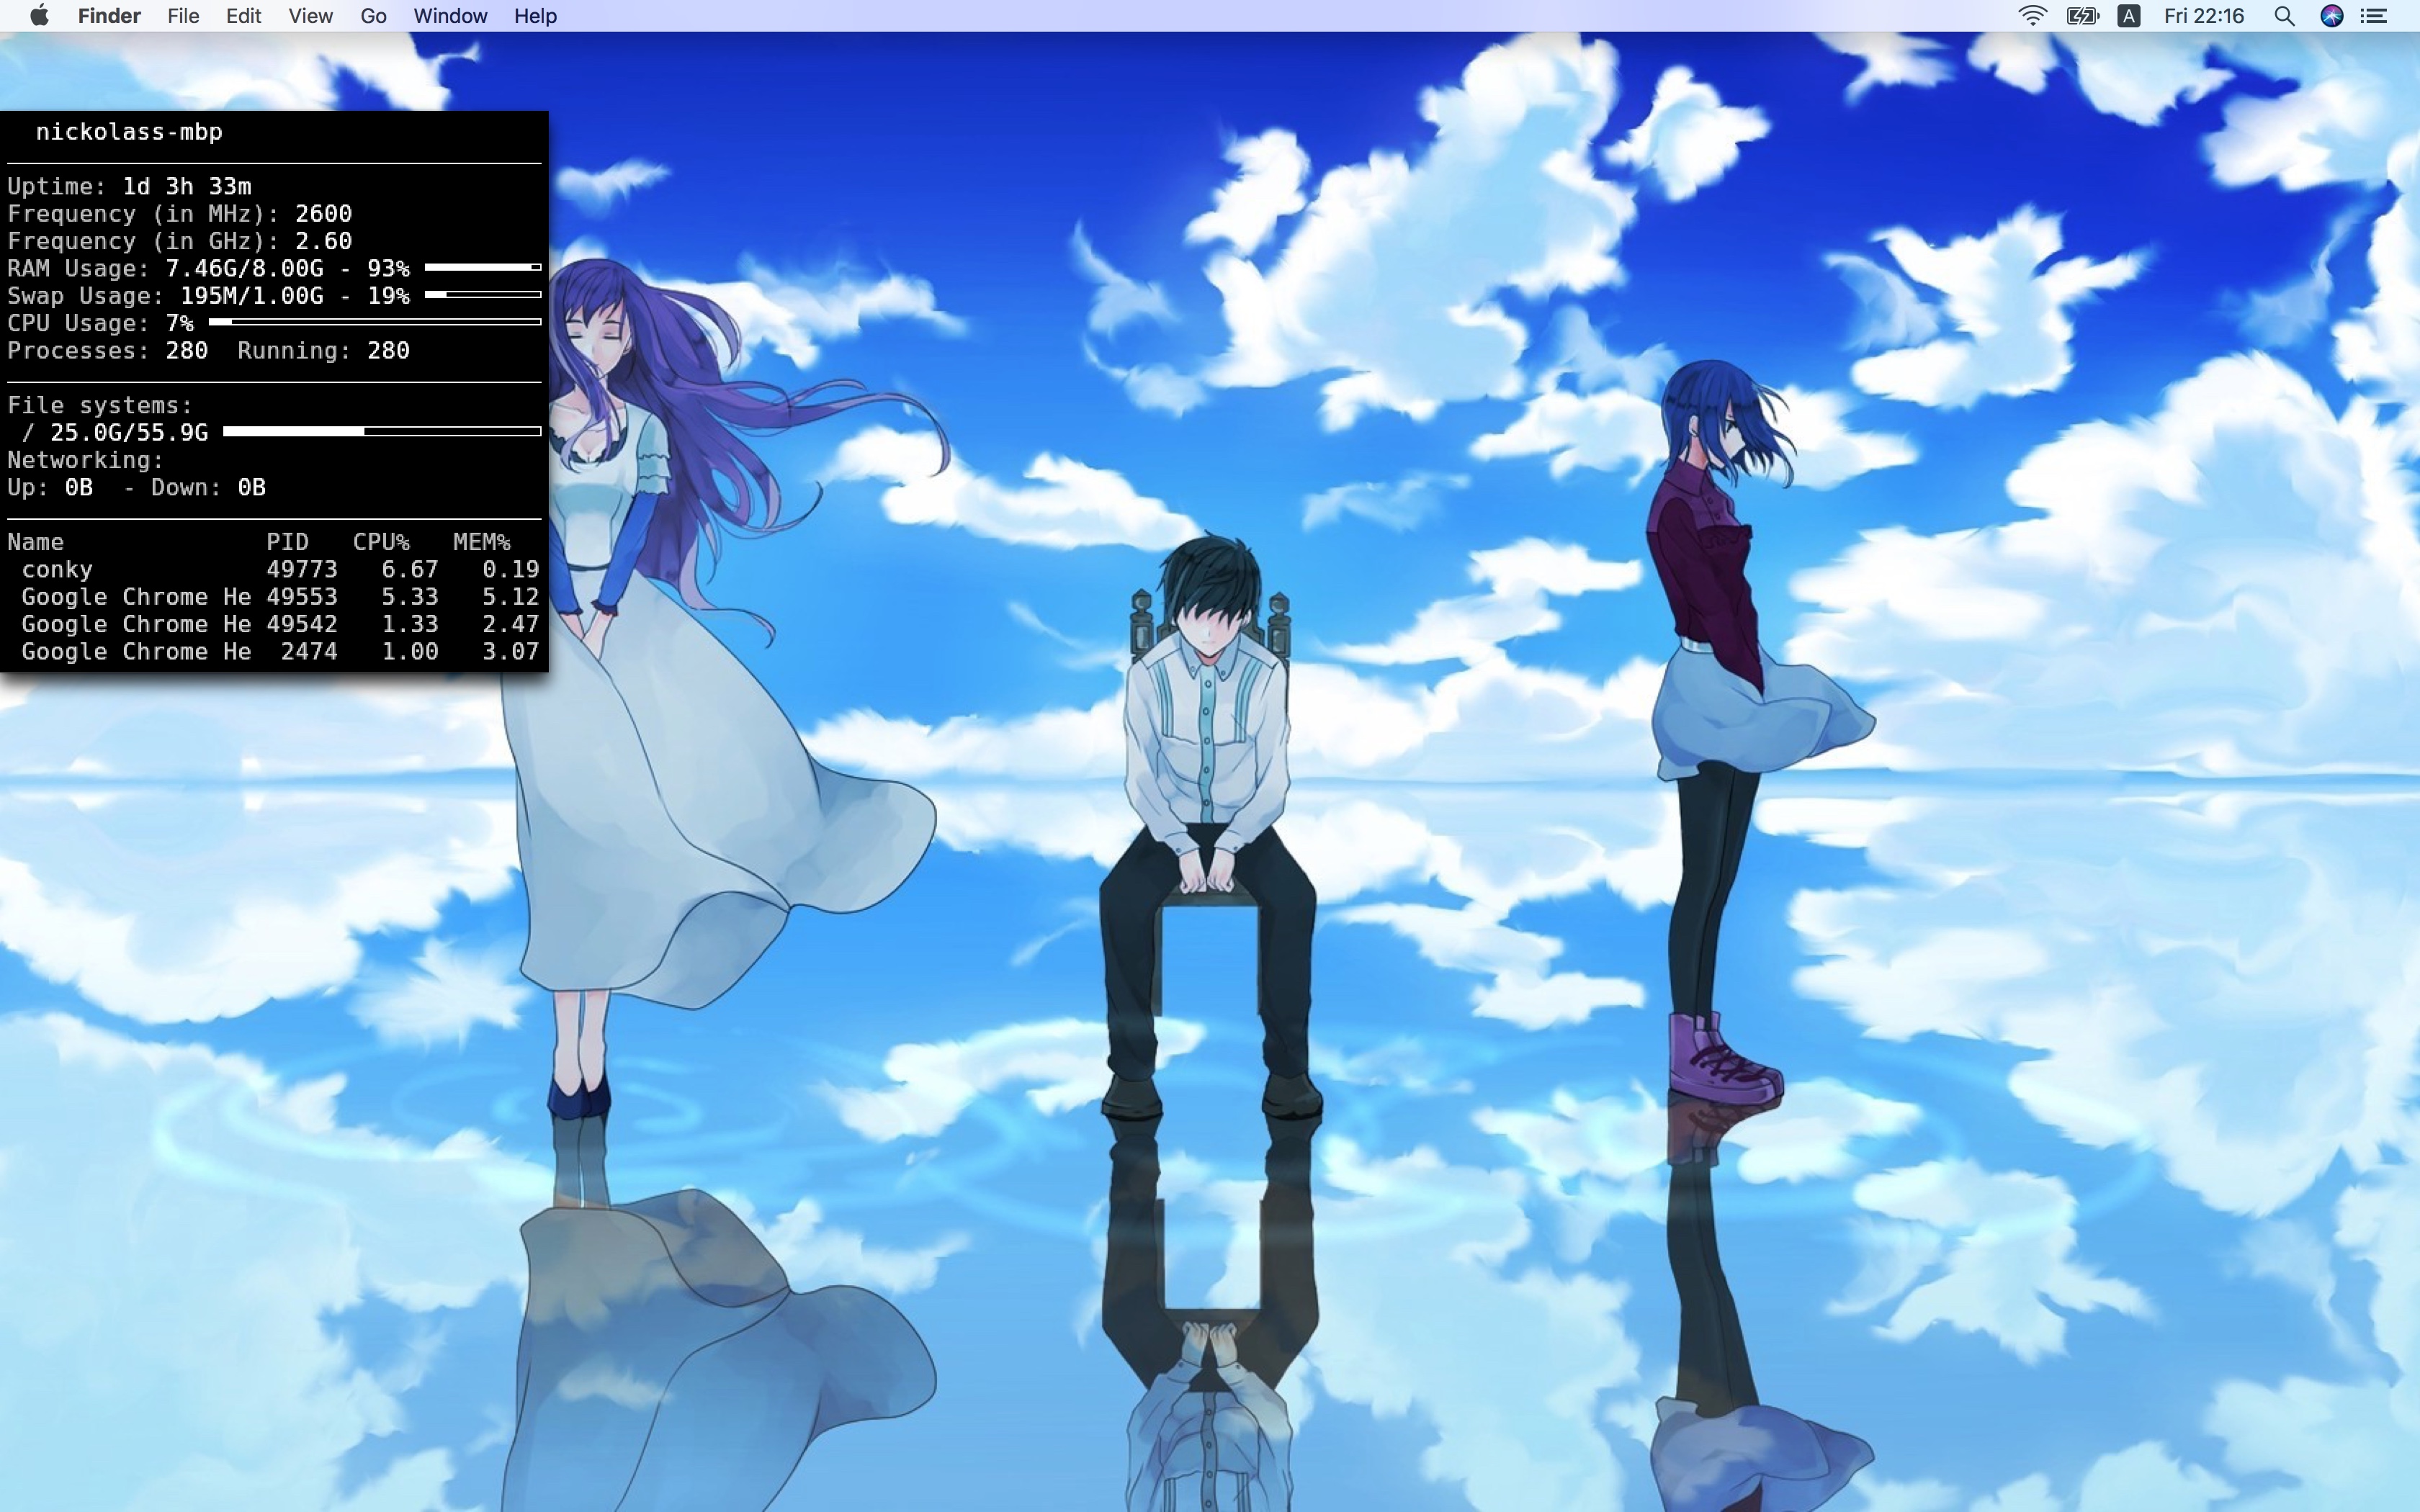 Finder File Edit View Go Window Help A Fri 22:16
nickolass-mbp
Uptime: 1d 3h 33m
Frequency (in MHz): 2600
Frequency (in GHz): 2.60
RAM Usage: 7.46G/8.00G - 93%
Swap Usage: 195M/1.00G - 19%
CPU Usage: 7%
Processes: 280 Running: 280
File systems:
/ 25.0G/55.9G
Networking:
Up: 0B - Down: 0B
Name PID CPU% MEM%
conky 49773 6.67 0.19
Google Chrome He 49553 5.33 5.12
Google Chrome He 49542 1.33 2.47
Google Chrome He 2474 1.00 3.07